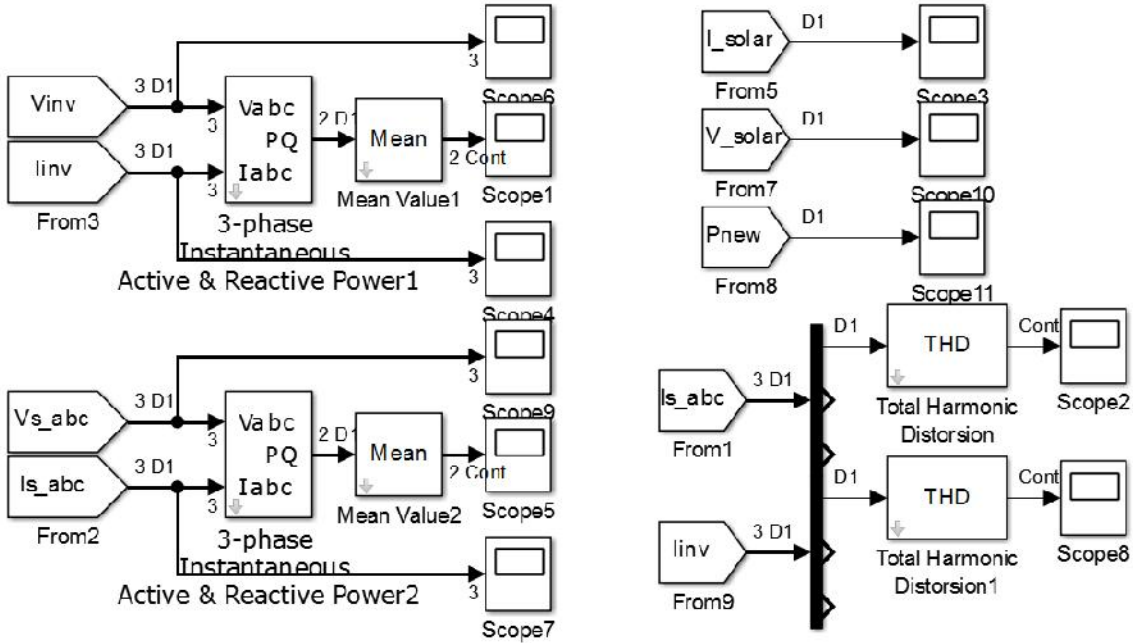 3
Scope6
Vinv
3 D1
3
Vabc
PQ
Iabc
2 D1
Mean
2 Cont
Scope1
Iinv
3 D1
3
From3
Mean Value1
3-phase
Instantaneous
Active & Reactive Power1
3
Scope4
3
Scope9
Vs_abc
3 D1
3
Vabc
PQ
Iabc
2 D1
Mean
2 Cont
Scope5
Is_abc
3 D1
3
From2
Mean Value2
3-phase
Instantaneous
Active & Reactive Power2
3
Scope7
I_solar
D1
From5
Scope3
V_solar
D1
From7
Scope10
Pnew
D1
From8
Scope11
D1
THD
Cont
Scope2
Total Harmonic
Distorsion
Is_abc
3 D1
From1
D1
THD
Cont
Scope8
Total Harmonic
Distorsion1
Iinv
3 D1
From9